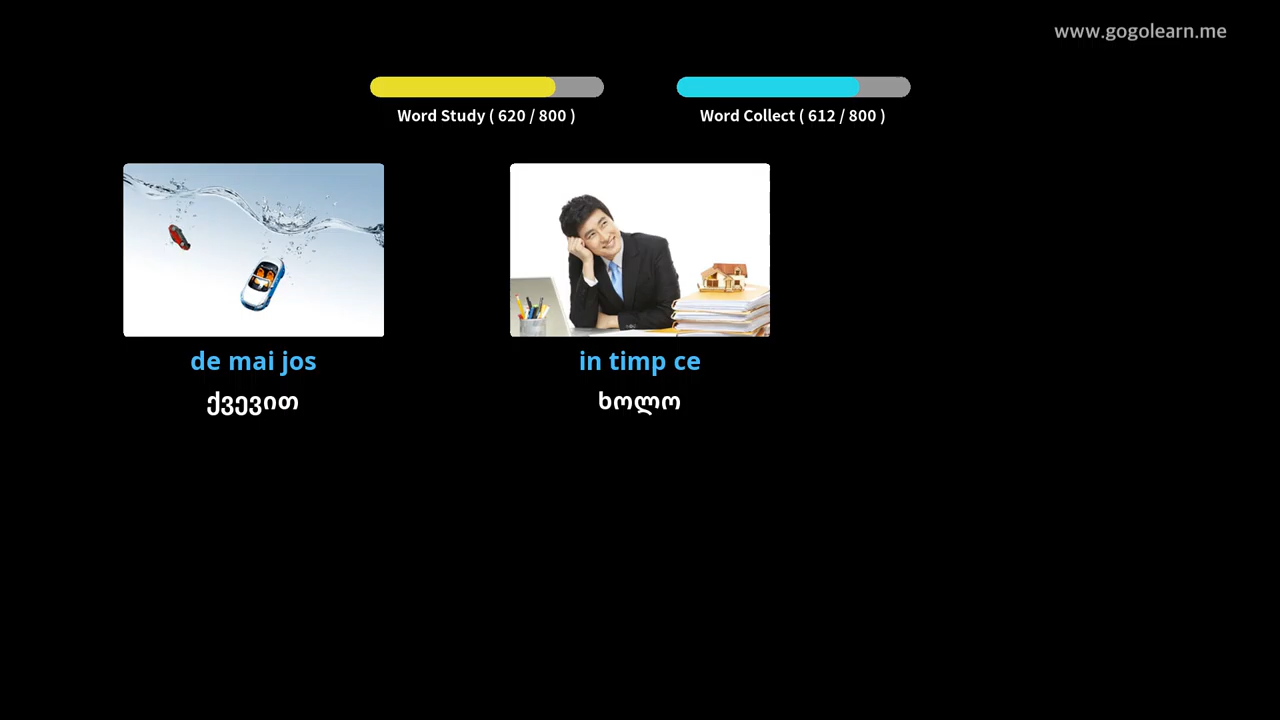 www.gogolearn.me
Word Study ( 620 / 800 )
Word Collect ( 612 / 800 )
de mai jos
ქვევით
in timp ce
ხოლო